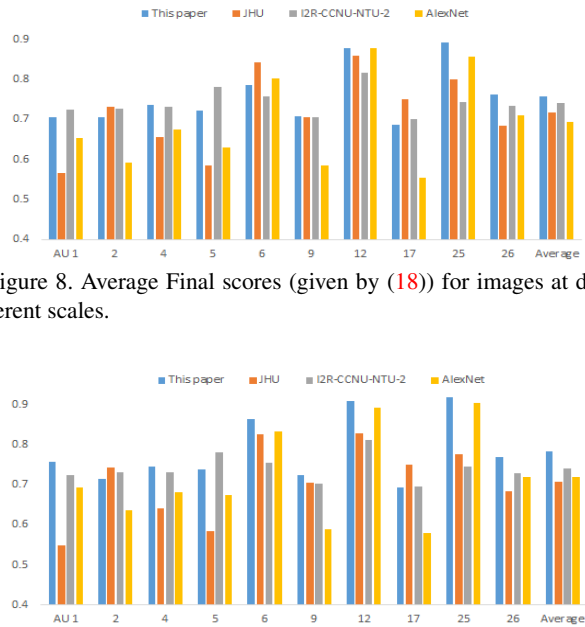 This paper JHU I2R-CCNU-NTU-2 AlexNet
0.9
0.8
0.7
0.6
0.5
0.4
AU 1 2 4 5 6 9 12 17 25 26 Average
igure 8. Average Final scores (given by (18)) for images at d
erent scales.
This paper JHU I2R-CCNU-NTU-2 AlexNet
0.9
0.8
0.7
0.6
0.5
0.4
AU 1 2 4 5 6 9 12 17 25 26 Average